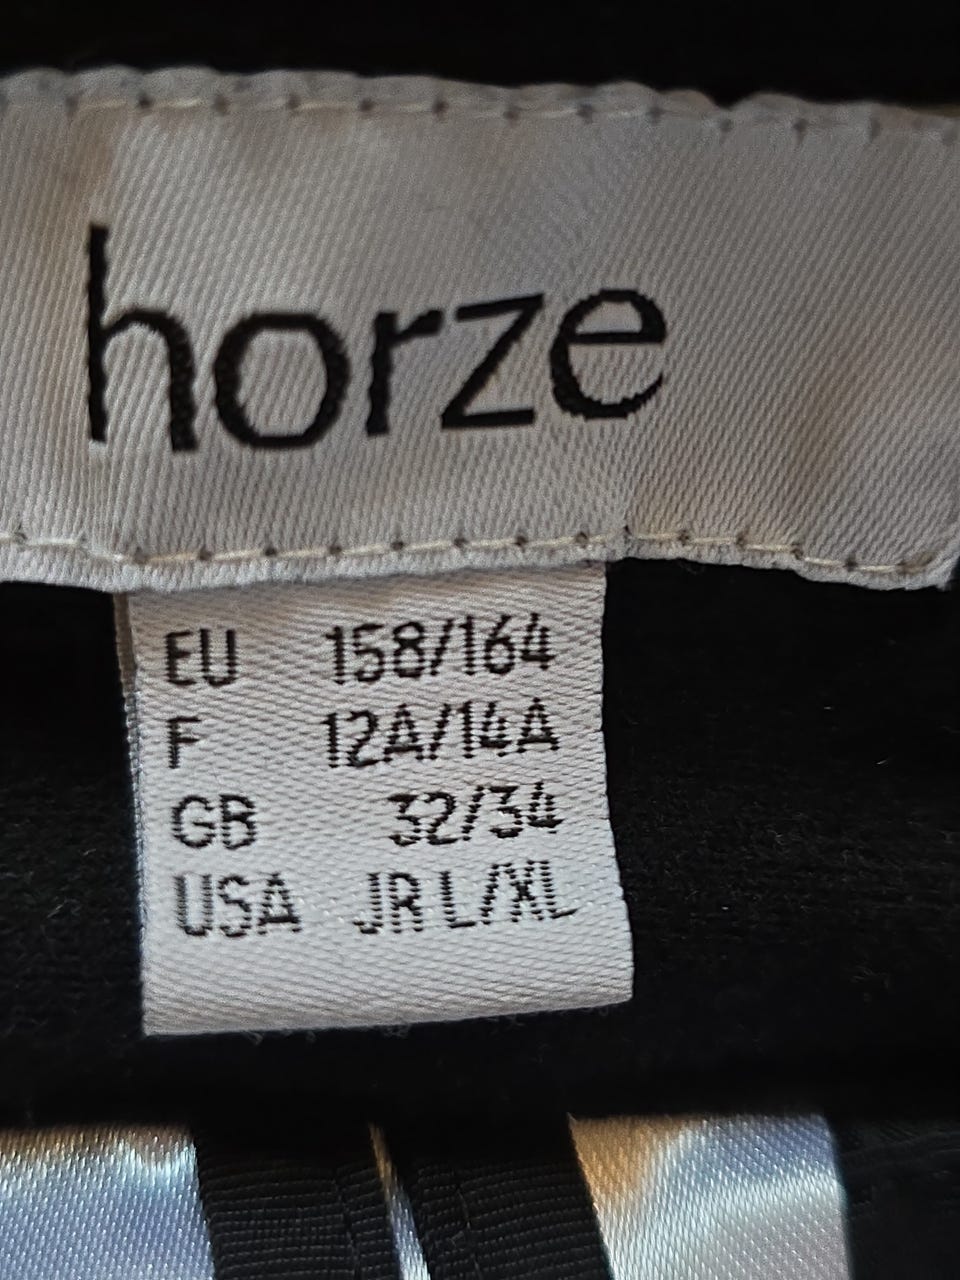 horze
EU 158/164
F 12A/14A
GB 32/34
USA JR L/XL